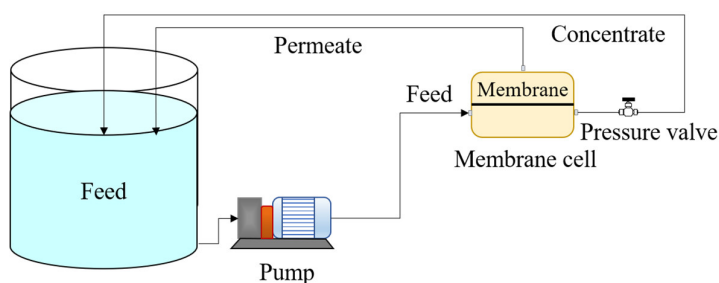 Concentrate
Permeate
Membrane
Feed
Pressure valve
Membrane cell
Feed
Pump